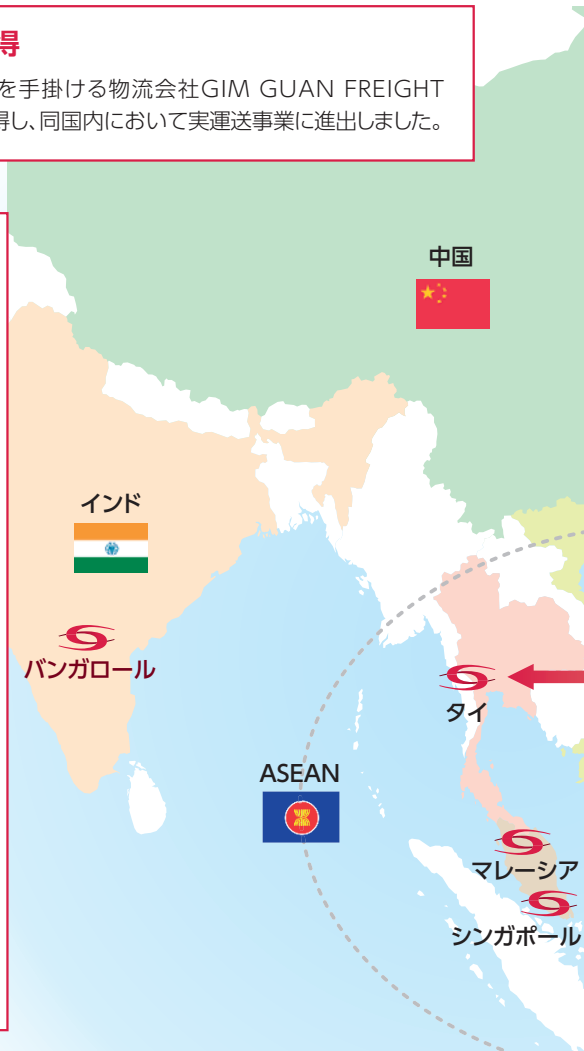 得
を手掛ける物流会社GIM GUAN FREIGHT
得し、同国内において実運送事業に進出しました。
中国
インド
バンガロール
タイ
ASEAN
マレーシア
シンガポール